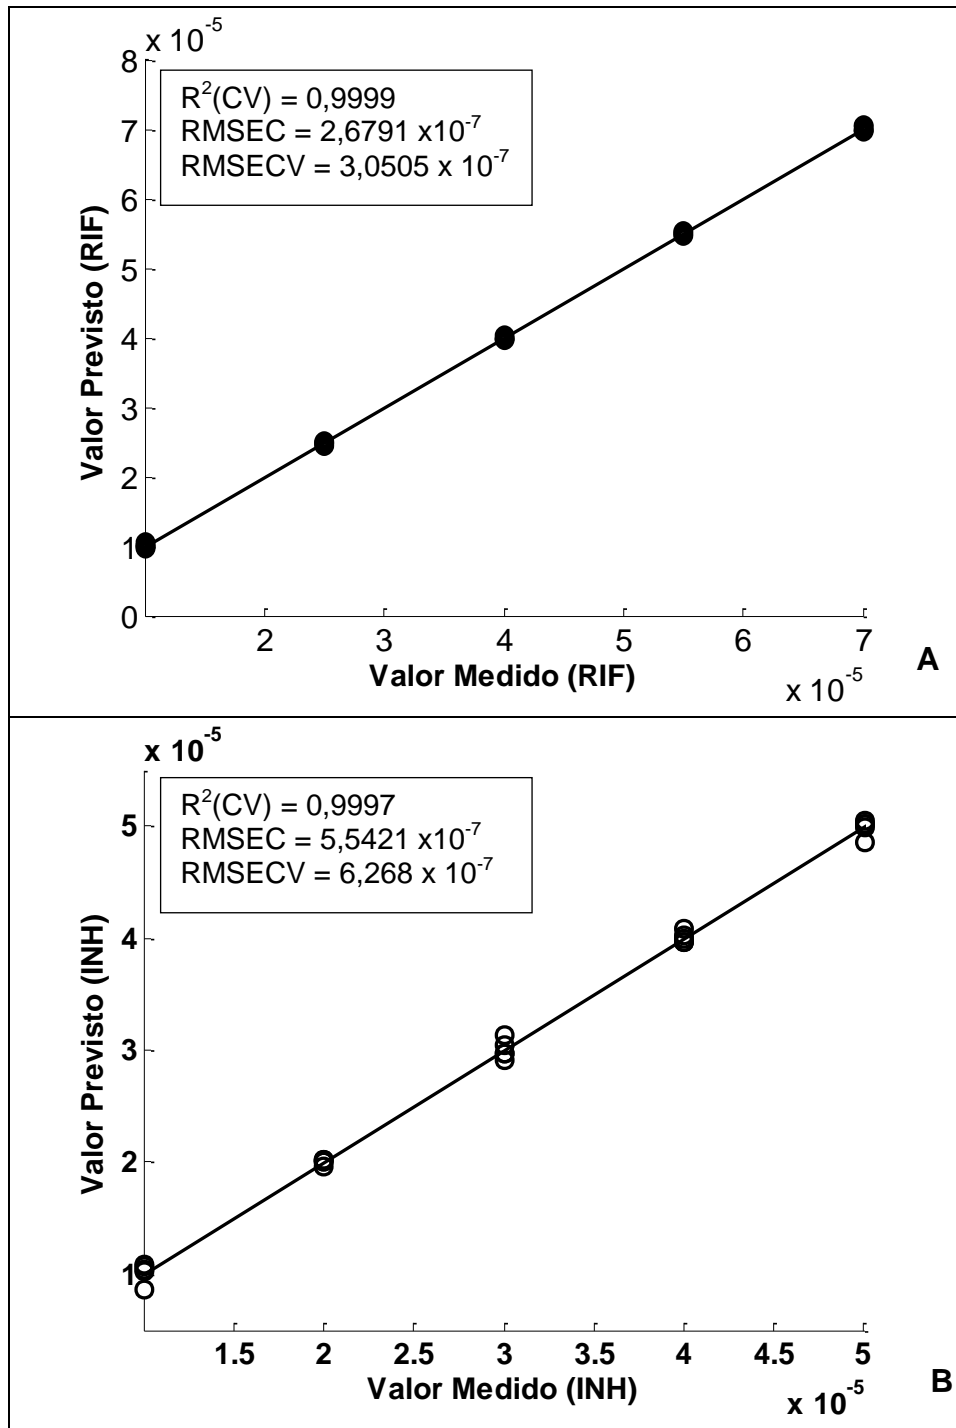 x 10⁻⁵
8
R²(CV) = 0,9999
RMSEC = 2,6791 x10⁻⁷
RMSECV = 3,0505 x 10⁻⁷
7
6
5
4
3
2
1
0
Valor Previsto (RIF)
2 3 4 5 6 7
Valor Medido (RIF)
x 10⁻⁵
A
x 10⁻⁵
R²(CV) = 0,9997
RMSEC = 5,5421 x10⁻⁷
RMSECV = 6,268 x 10⁻⁷
5
4
3
2
1
Valor Previsto (INH)
1.5 2 2.5 3 3.5 4 4.5 5
Valor Medido (INH)
x 10⁻⁵
B